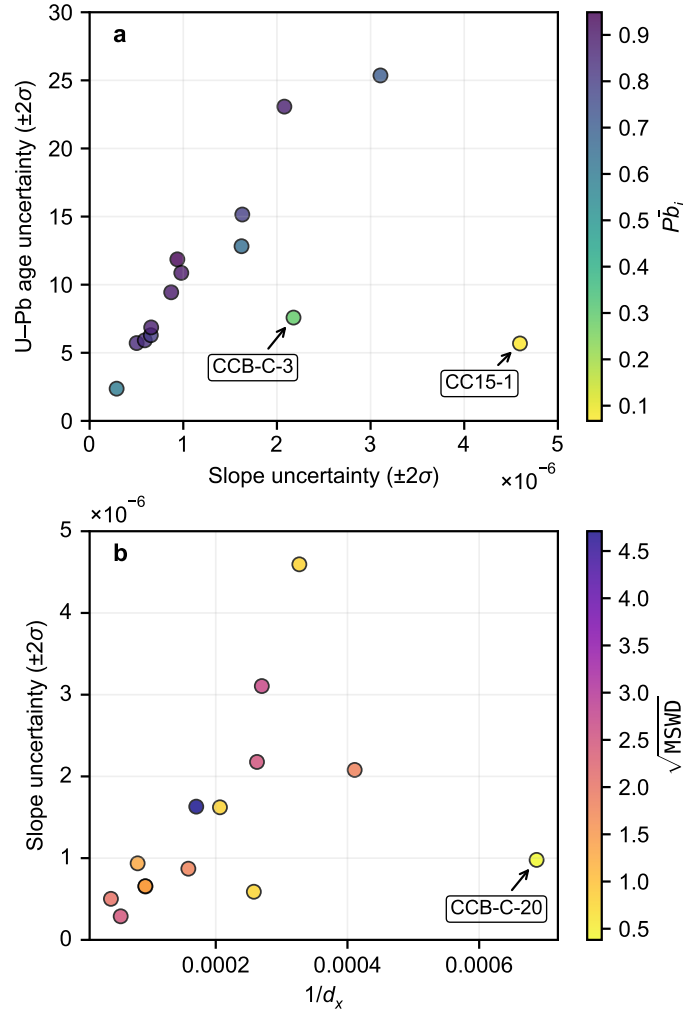 a
30
25
20
15
10
5
0
U–Pb age uncertainty (±2σ)
CCB-C-3
CC15-1
0 1 2 3 4 5
×10⁻⁶
Slope uncertainty (±2σ)
0.9
0.8
0.7
0.6
0.5
0.4
0.3
0.2
0.1
P̄b̄ᵢ
×10⁻⁶
b
5
4
3
2
1
0
Slope uncertainty (±2σ)
CCB-C-20
0.0002 0.0004 0.0006
1/dₓ
4.5
4.0
3.5
3.0
2.5
2.0
1.5
1.0
0.5
√MSWD